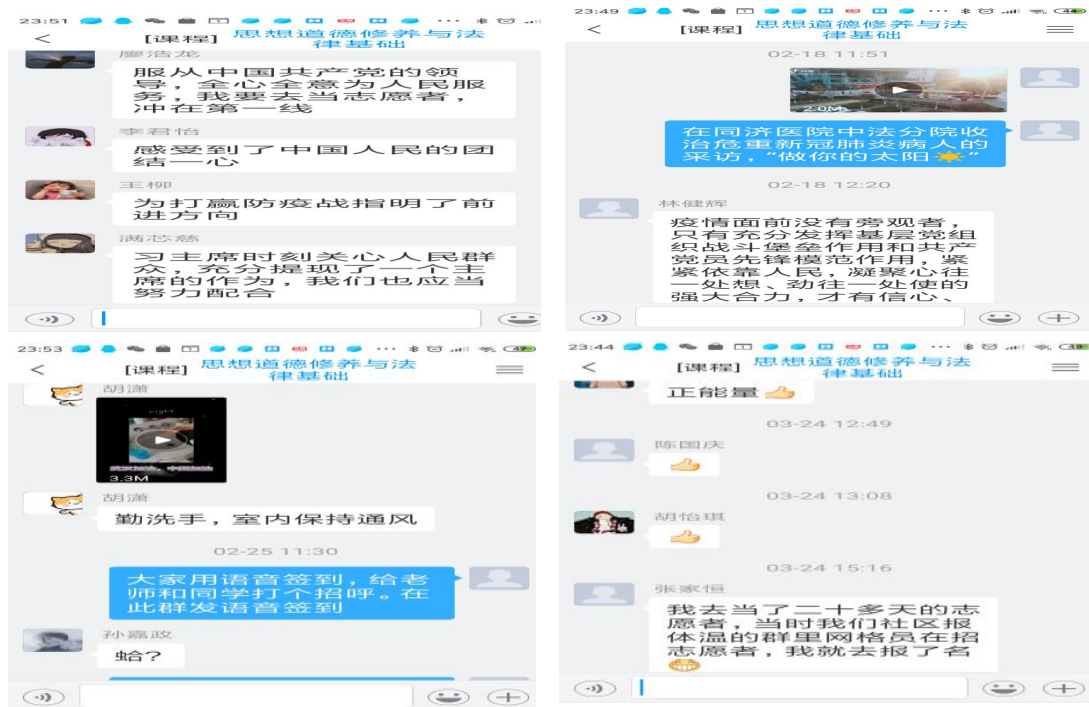 23:51
[课程] 思想道德修养与法
律基础
廖浩龙
服从中国共产党的领
导，全心全意为人民服
务，我要去当志愿者，
冲在第一线
李君怡
感受到了中国人民的团
结一心
王柳
为打赢防疫战指明了前
进方向
满芯慈
习主席时刻关心人民群
众，充分提现了一个主
席的作为，我们也应当
努力配合
23:49
44
[课程] 思想道德修养与法
律基础
02-18 11:51
2.0M
在同济医院中法分院收
治危重新冠肺炎病人的
采访，“做你的太阳☀️”
02-18 12:20
林健辉
疫情面前没有旁观者，
只有充分发挥基层党组
织战斗堡垒作用和共产
党员先锋模范作用，紧
紧依靠人民，凝聚心往
一处想、劲往一处使的
强大合力，才有信心、
23:53
47
[课程] 思想道德修养与法
律基础
胡潇
3.3M
胡潇
勤洗手，室内保持通风
02-25 11:30
大家用语音签到，给老
师和同学打个招呼。在
此群发语音签到
孙嘉政
蛤？
23:44
[课程] 思想道德修养与法
律基础
正能量👍
03-24 12:49
陈国庆
👍
03-24 13:08
胡怡琪
👍
03-24 15:16
张家恒
我去当了二十多天的志
愿者，当时我们社区报
体温的群里网格员在招
志愿者，我就去报了名
😂